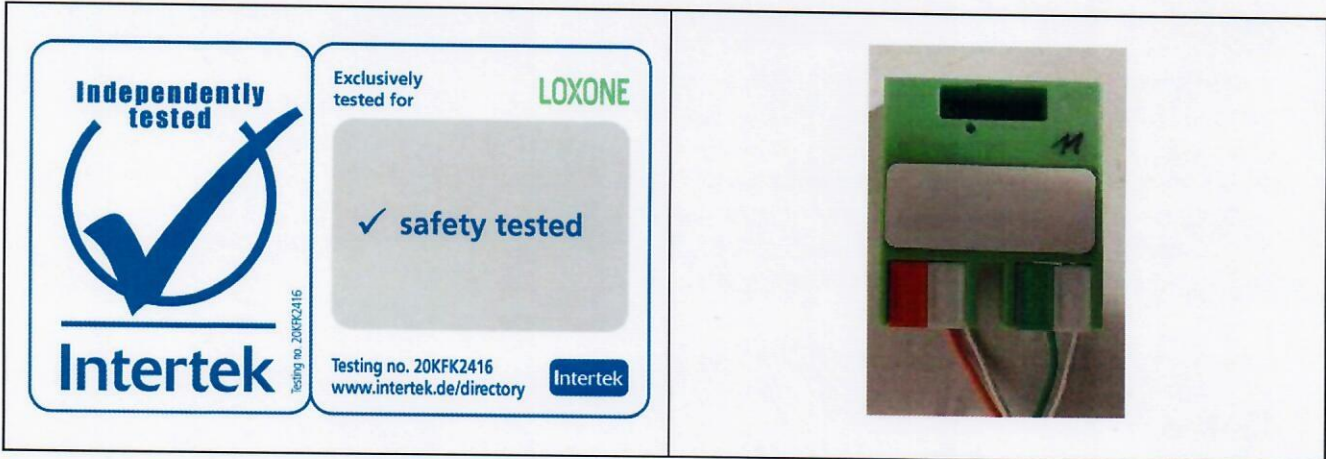 Independently
tested
Intertek
Testing no. 20KFK2416
Exclusively
tested for
LOXONE
✓ safety tested
Testing no. 20KFK2416
www.intertek.de/directory
Intertek
11